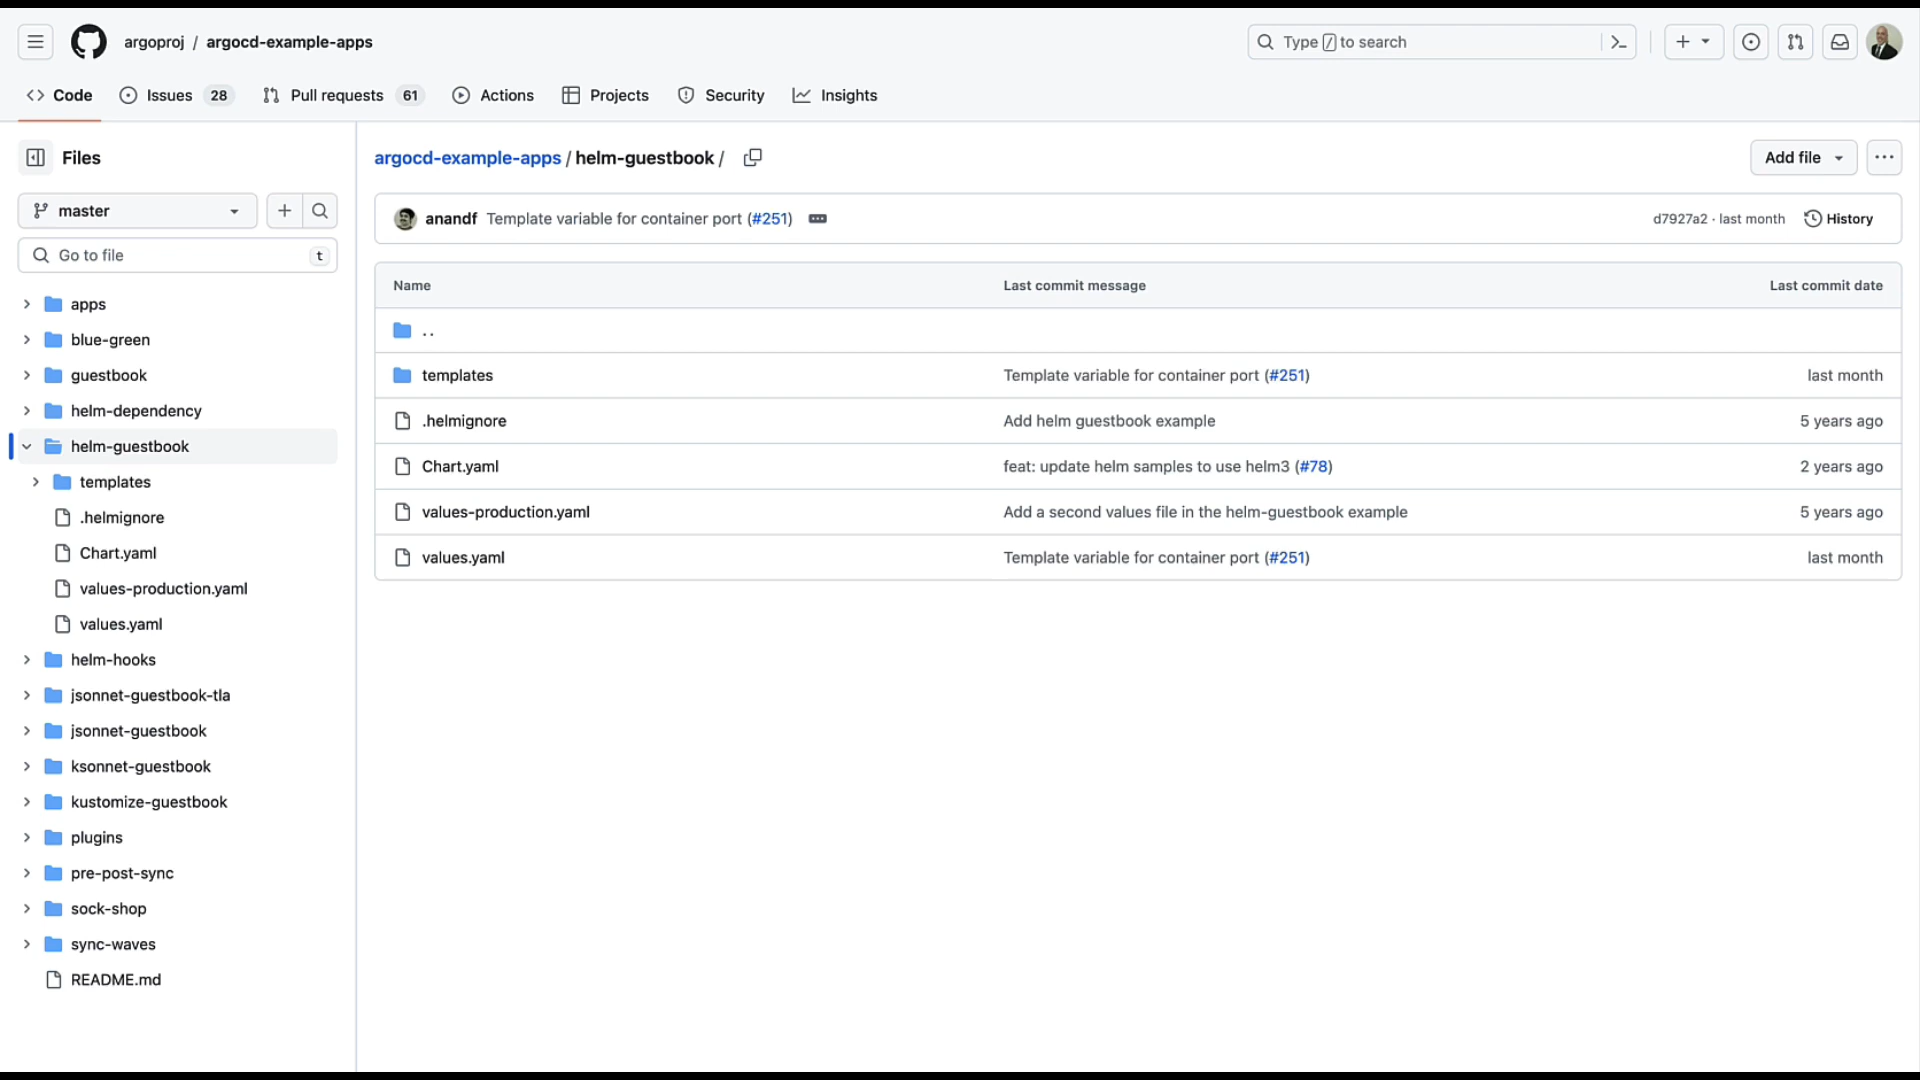 argoproj / argocd-example-apps
Type / to search
Code
Issues 28
Pull requests 61
Actions
Projects
Security
Insights
Files
argocd-example-apps / helm-guestbook /
Add file
master
anandf Template variable for container port (#251)
d7927a2 · last month
History
Go to file
t
Name
Last commit message
Last commit date
..
templates
Template variable for container port (#251)
last month
.helmignore
Add helm guestbook example
5 years ago
Chart.yaml
feat: update helm samples to use helm3 (#78)
2 years ago
values-production.yaml
Add a second values file in the helm-guestbook example
5 years ago
values.yaml
Template variable for container port (#251)
last month
apps
blue-green
guestbook
helm-dependency
helm-guestbook
templates
.helmignore
Chart.yaml
values-production.yaml
values.yaml
helm-hooks
jsonnet-guestbook-tla
jsonnet-guestbook
ksonnet-guestbook
kustomize-guestbook
plugins
pre-post-sync
sock-shop
sync-waves
README.md